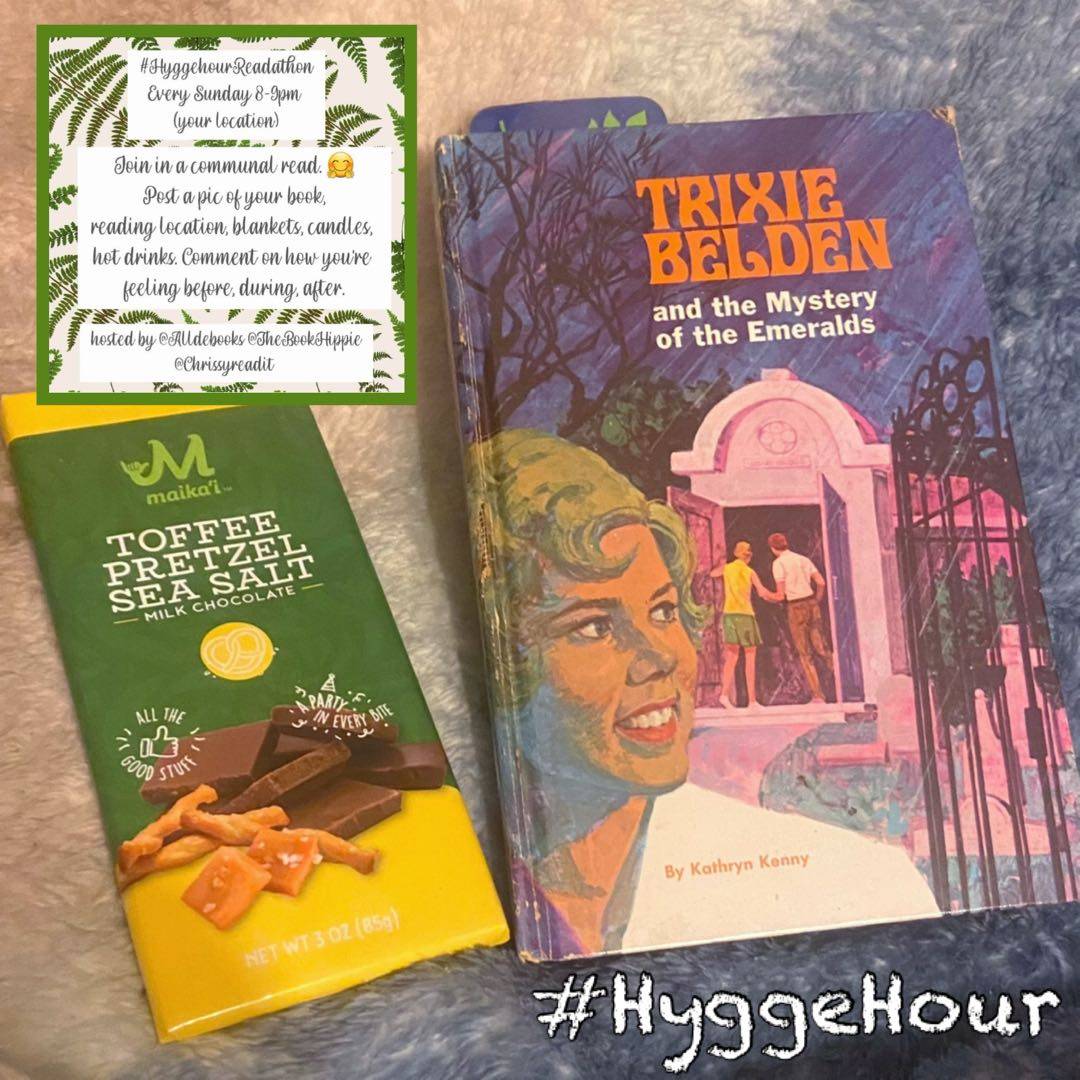 #HyggehourReadathon
Every Sunday 8-9pm
(your location)
Join in a communal read. 🤗
Post a pic of your book,
reading location, blankets, candles,
hot drinks. Comment on how you're
feeling before, during, after.
hosted by @Alldebooks @TheBookHippie
@Chrissyreadit
maika'i™
TOFFEE
PRETZEL
SEA SALT
MILK CHOCOLATE
ALL THE
GOOD STUFF
A PARTY
IN EVERY BITE
NET WT 3 OZ (85g)
TRIXIE
BELDEN
and the Mystery
of the Emeralds
By Kathryn Kenny
#HyggeHour